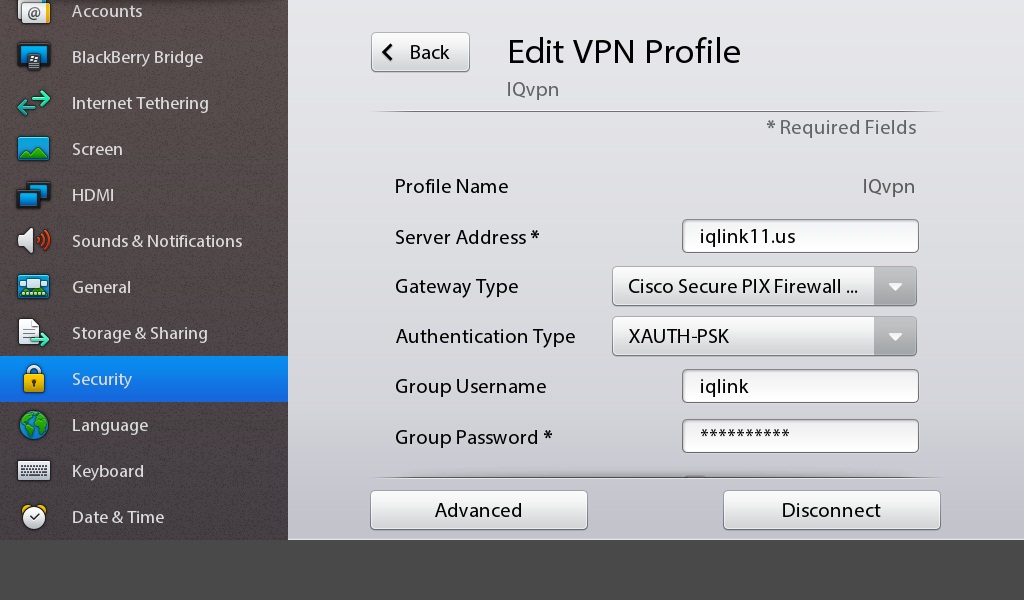 Accounts
BlackBerry Bridge
Internet Tethering
Screen
HDMI
Sounds & Notifications
General
Storage & Sharing
Security
Language
Keyboard
Date & Time
Back
Edit VPN Profile
IQvpn
* Required Fields
Profile Name IQvpn
Server Address * iqlink11.us
Gateway Type Cisco Secure PIX Firewall ...
Authentication Type XAUTH-PSK
Group Username iqlink
Group Password * **********
Advanced Disconnect